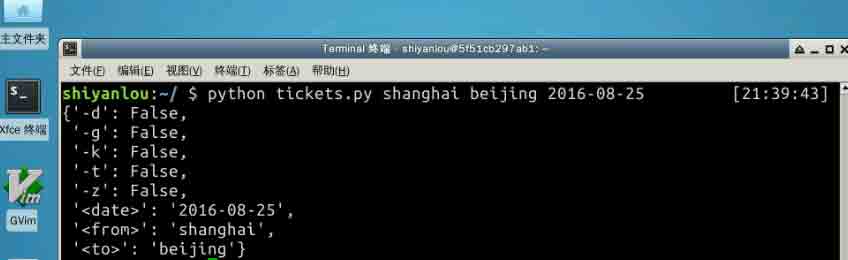 主文件夹
Terminal 终端 - shiyanlou@5f51cb297ab1: ~
文件(F) 编辑(E) 视图(V) 终端(T) 标签(A) 帮助(H)
shiyanlou:~/ $ python tickets.py shanghai beijing 2016-08-25 [21:39:43]
{'-d': False,
'-g': False,
'-k': False,
'-t': False,
'-z': False,
'<date>': '2016-08-25',
'<from>': 'shanghai',
'<to>': 'beijing'}
$_
Xfce 终端
Vim
GVim